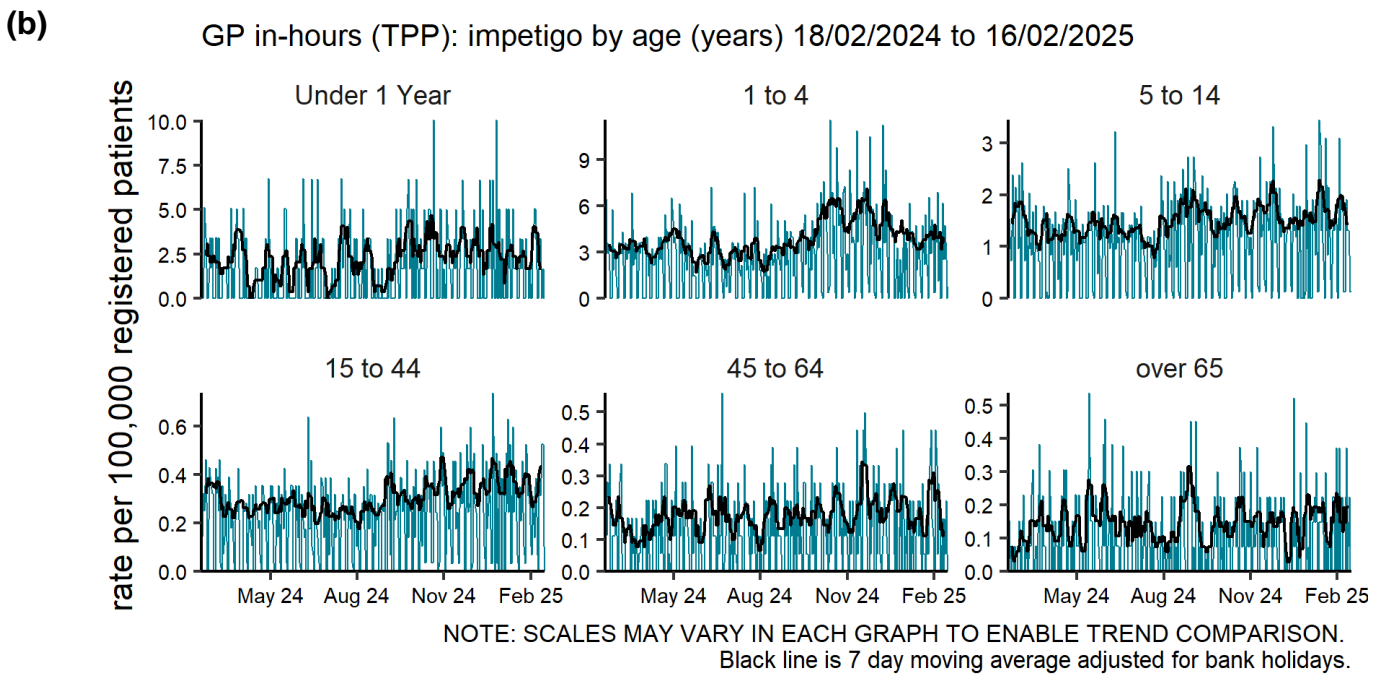 (b)
GP in-hours (TPP): impetigo by age (years) 18/02/2024 to 16/02/2025
rate per 100,000 registered patients
Under 1 Year
10.0
7.5
5.0
2.5
0.0
1 to 4
9
6
3
0
5 to 14
3
2
1
0
15 to 44
0.6
0.4
0.2
0.0
May 24 Aug 24 Nov 24 Feb 25
45 to 64
0.5
0.4
0.3
0.2
0.1
0.0
May 24 Aug 24 Nov 24 Feb 25
over 65
0.5
0.4
0.3
0.2
0.1
0.0
May 24 Aug 24 Nov 24 Feb 25
NOTE: SCALES MAY VARY IN EACH GRAPH TO ENABLE TREND COMPARISON.
Black line is 7 day moving average adjusted for bank holidays.